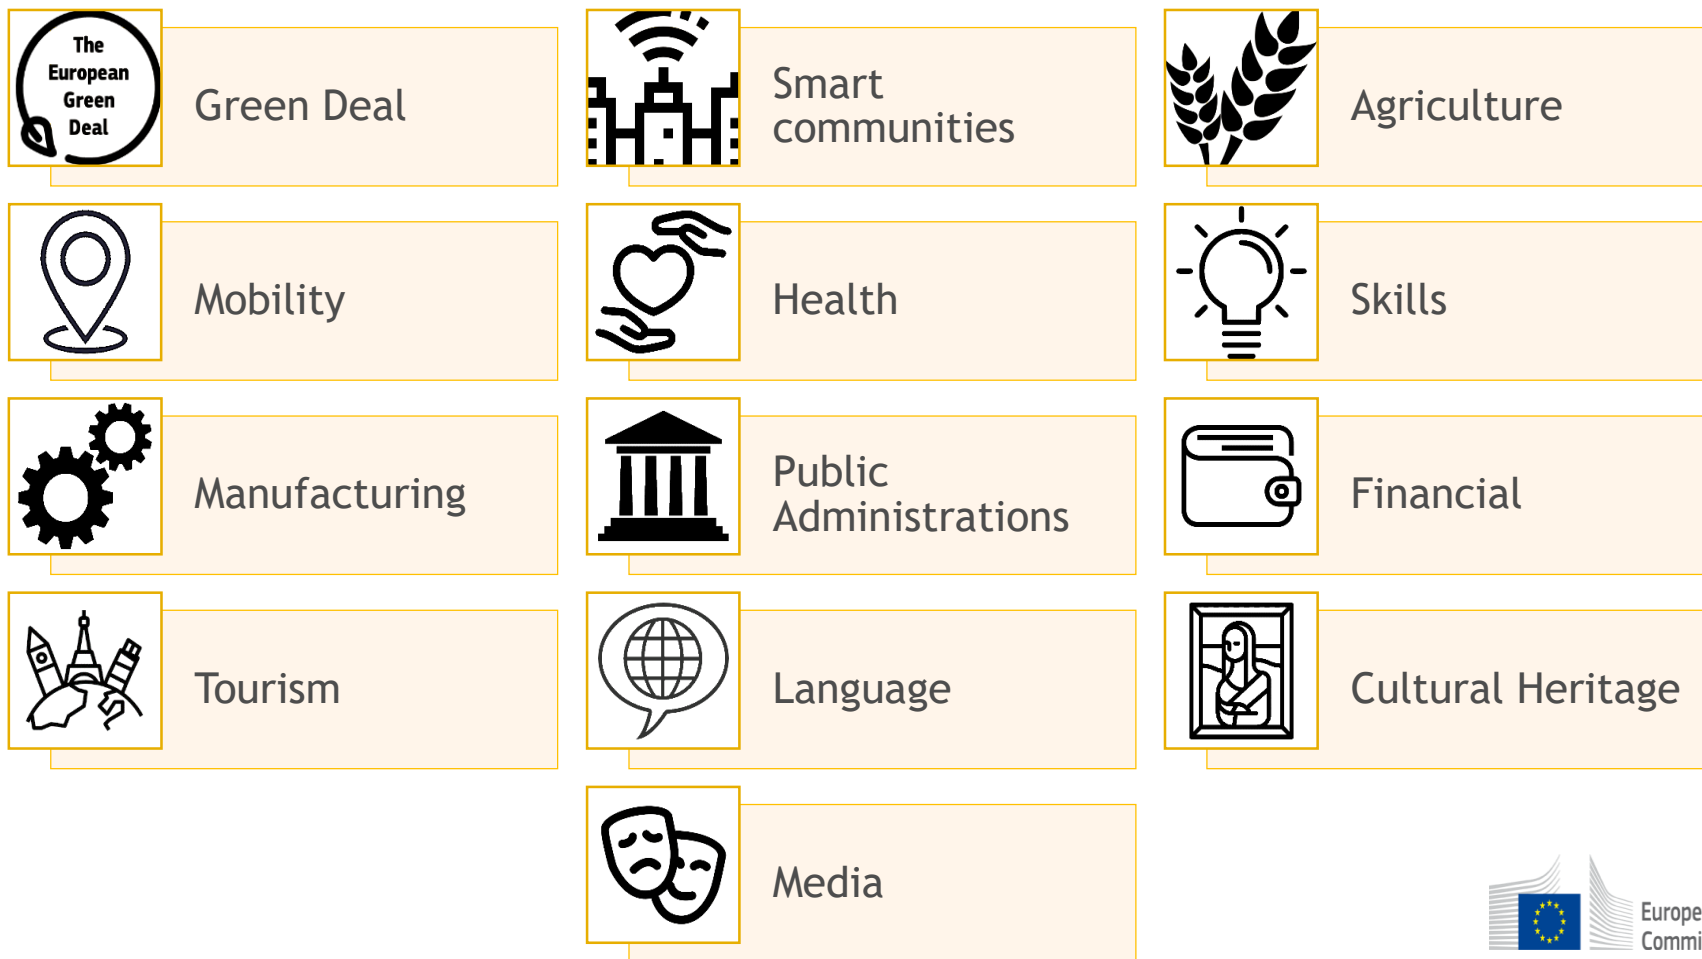 The
European
Green
Deal
Green Deal
Smart
communities
Agriculture
Mobility
Health
Skills
Manufacturing
Public
Administrations
Financial
Tourism
Language
Cultural Heritage
Media
Europe
Commi